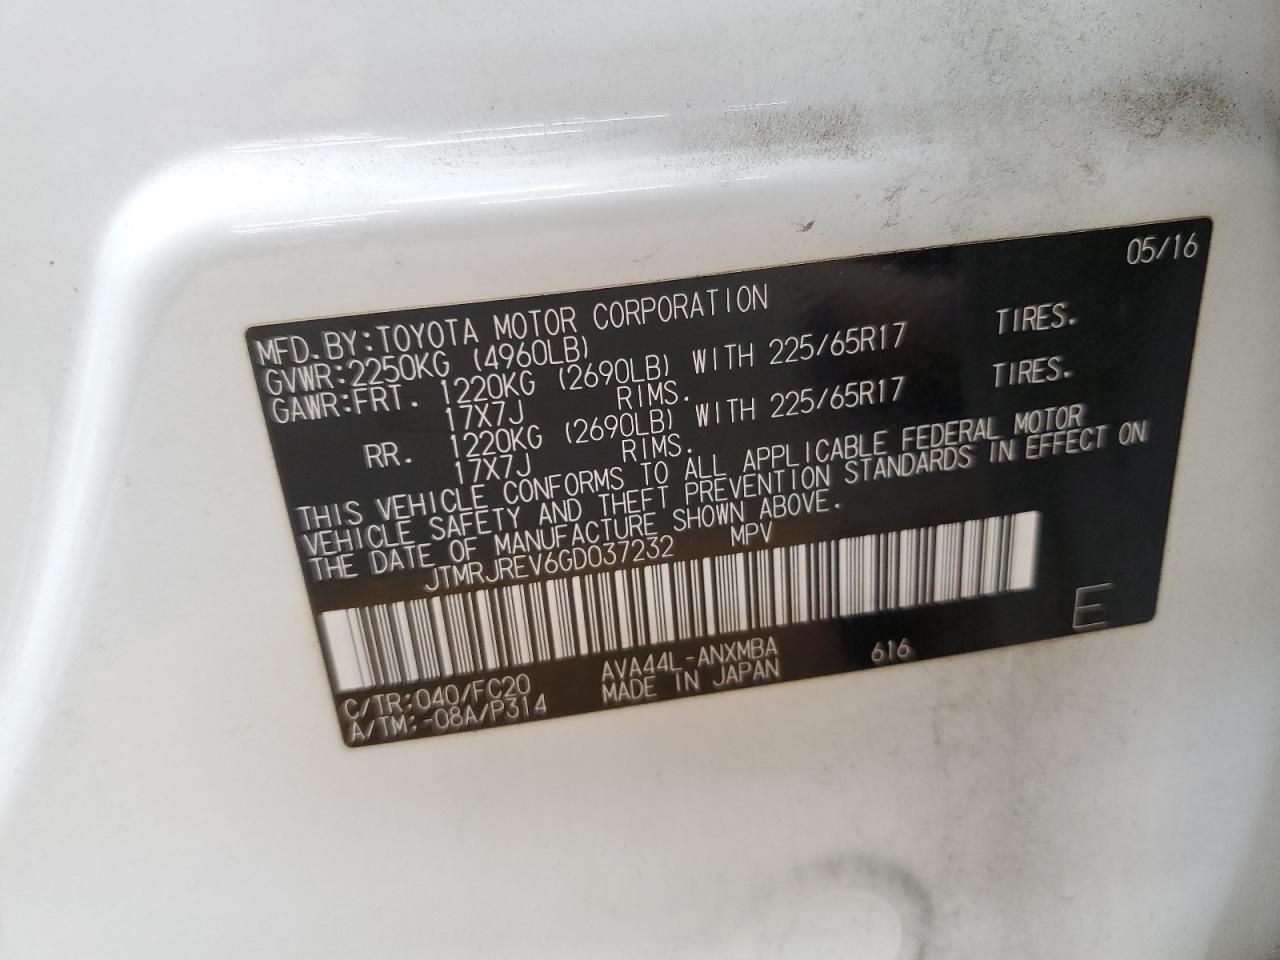 05/16
MFD.BY:TOYOTA MOTOR CORPORATION
GVWR:2250KG (4960LB)
GAWR:FRT. 1220KG (2690LB) WITH 225/65R17 TIRES.
17X7J RIMS.
RR. 1220KG (2690LB) WITH 225/65R17 TIRES.
17X7J RIMS.
THIS VEHICLE CONFORMS TO ALL APPLICABLE FEDERAL MOTOR
VEHICLE SAFETY AND THEFT PREVENTION STANDARDS IN EFFECT ON
THE DATE OF MANUFACTURE SHOWN ABOVE.
JTMRJREV6GD037232 MPV
C/TR:040/FC20 AVA44L-ANXMBA 616 E
A/TM:-08A/P314 MADE IN JAPAN